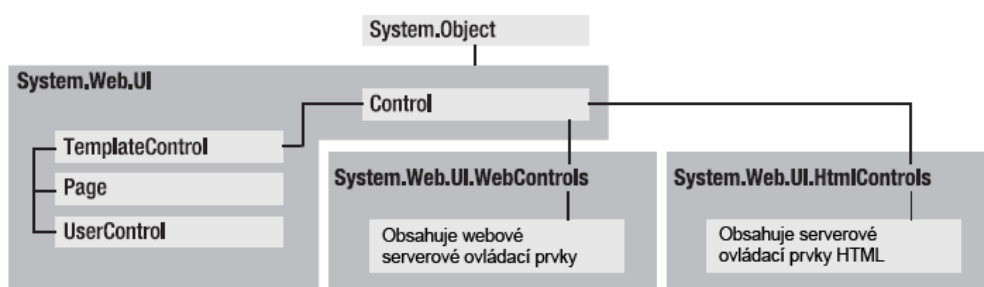 System.Object
System.Web.UI
Control
TemplateControl
Page
UserControl
System.Web.UI.WebControls
Obsahuje webové
serverové ovládací prvky
System.Web.UI.HtmlControls
Obsahuje serverové
ovládací prvky HTML